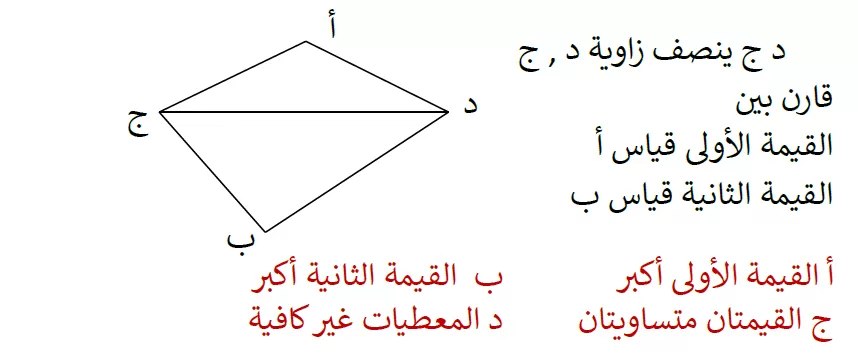 أ
د
ج
ب
د ج ينصف زاوية د , ج
قارن بين
القيمة الأولى قياس أ
القيمة الثانية قياس ب
أ القيمة الأولى أكبر
ب القيمة الثانية أكبر
ج القيمتان متساويتان
د المعطيات غير كافية